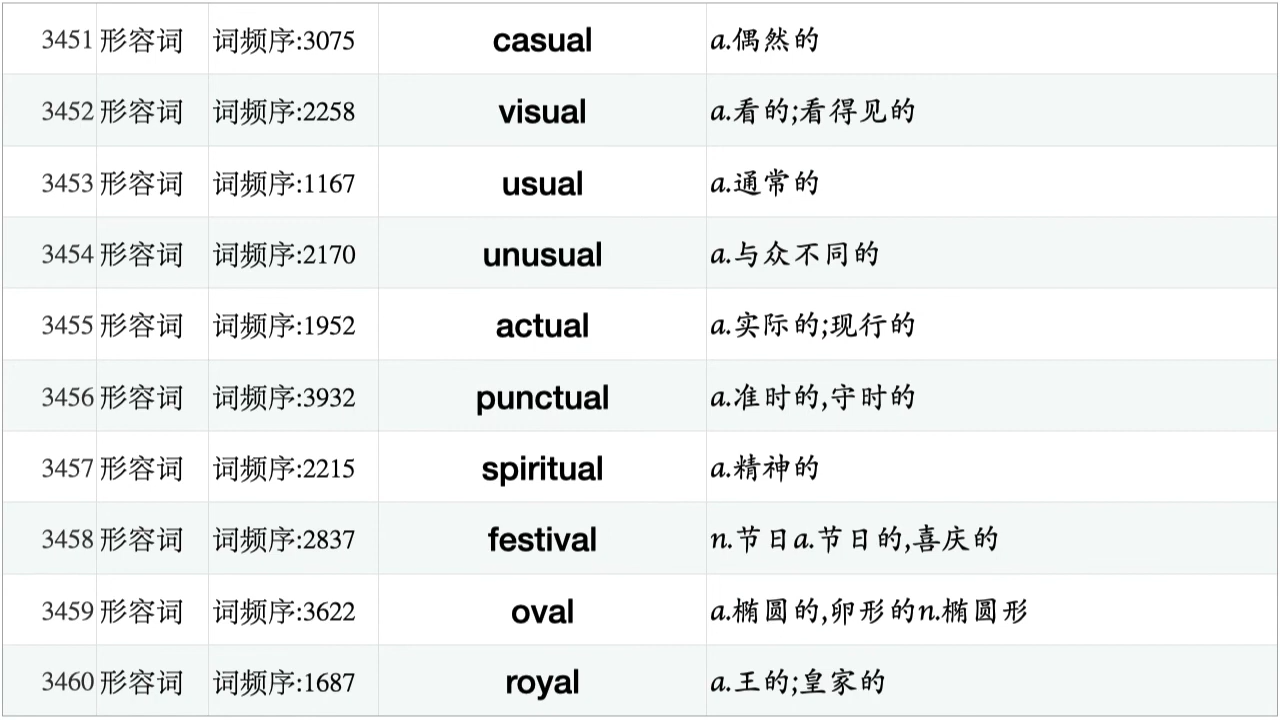 3451 形容词 词频序:3075 casual a.偶然的
3452 形容词 词频序:2258 visual a.看的;看得见的
3453 形容词 词频序:1167 usual a.通常的
3454 形容词 词频序:2170 unusual a.与众不同的
3455 形容词 词频序:1952 actual a.实际的;现行的
3456 形容词 词频序:3932 punctual a.准时的,守时的
3457 形容词 词频序:2215 spiritual a.精神的
3458 形容词 词频序:2837 festival n.节日a.节日的,喜庆的
3459 形容词 词频序:3622 oval a.椭圆的,卵形的n.椭圆形
3460 形容词 词频序:1687 royal a.王的;皇家的